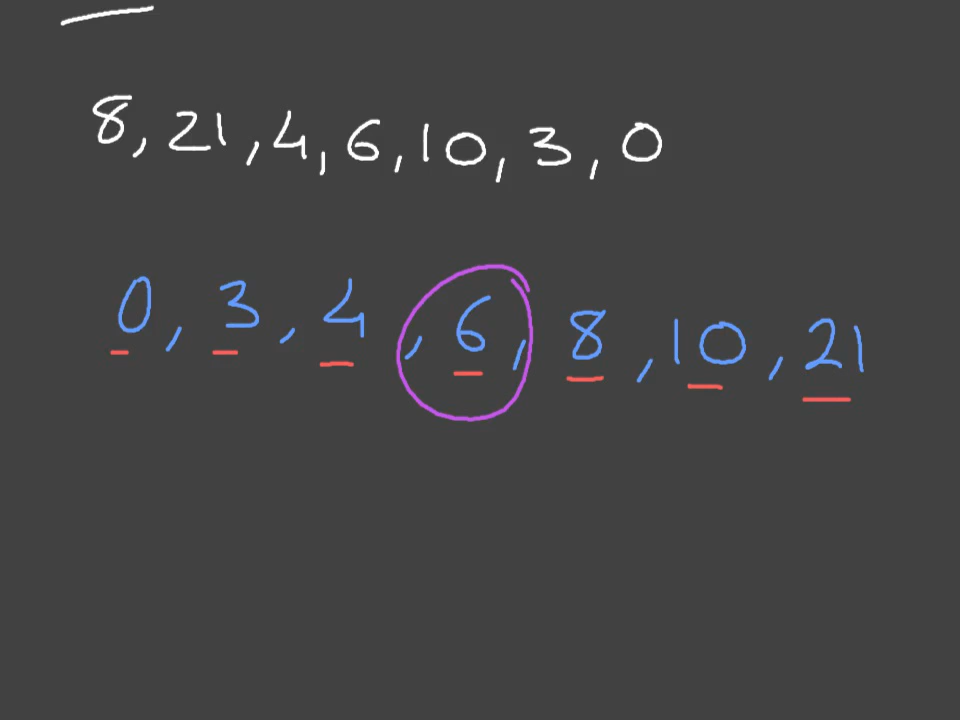 8, 21, 4, 6, 10, 3, 0
0, 3, 4, 6, 8, 10, 21